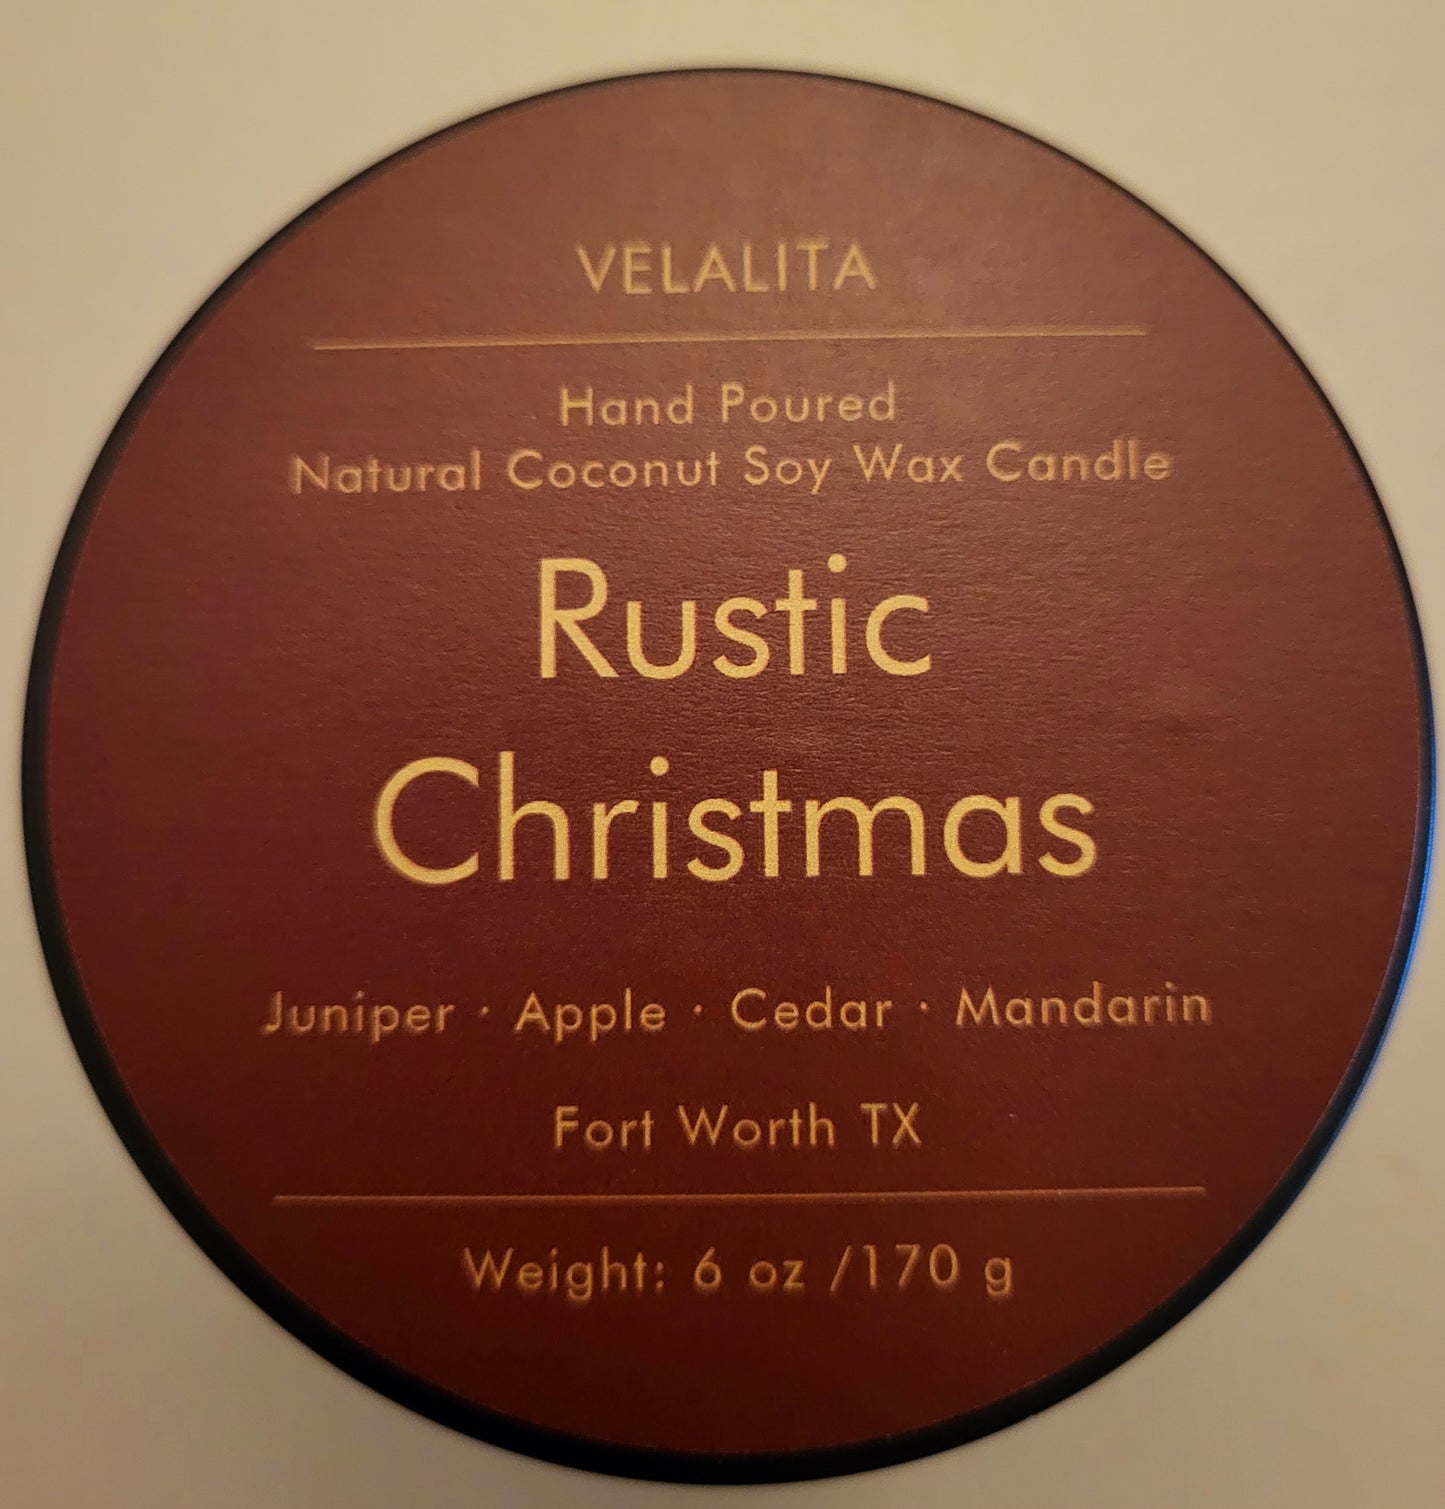 VELALITA
Hand Poured
Natural Coconut Soy Wax Candle
Rustic
Christmas
Juniper · Apple · Cedar · Mandarin
Fort Worth TX
Weight: 6 oz /170 g